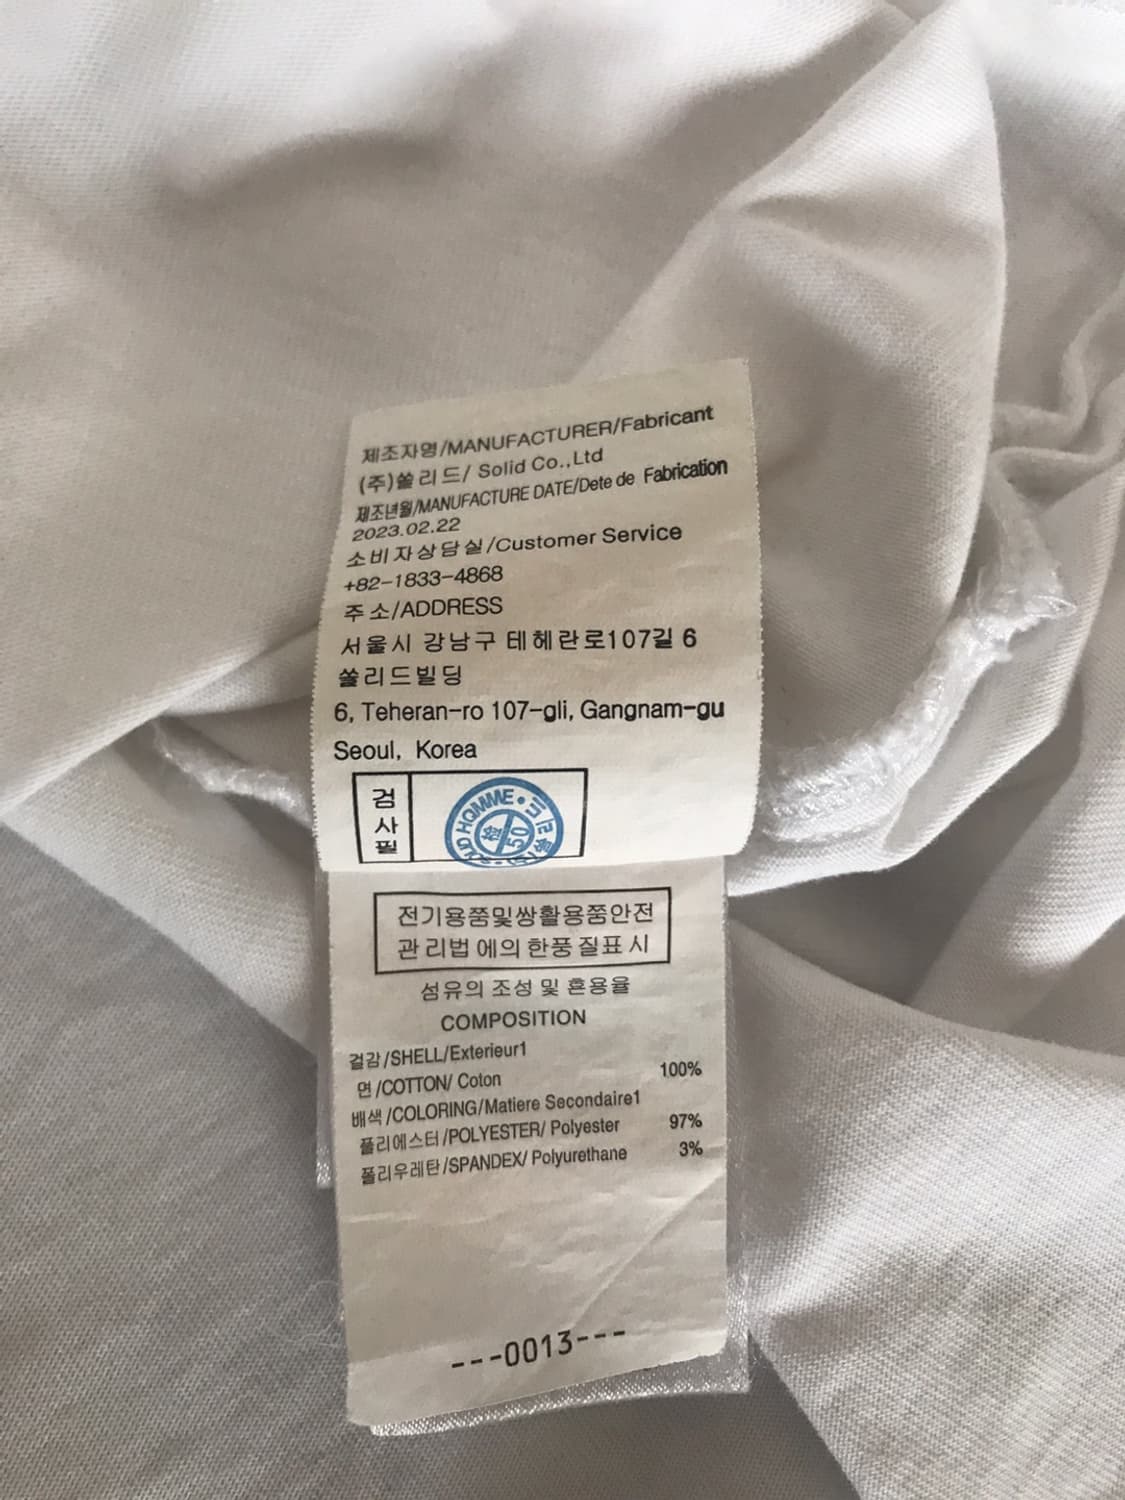 제조자명/MANUFACTURER/Fabricant
(주)쏠리드/ Solid Co.,Ltd
제조년월/MANUFACTURE DATE/Dete de Fabrication
2023.02.22
소비자상담실/Customer Service
+82-1833-4868
주소/ADDRESS
서울시 강남구 테헤란로107길 6
쏠리드빌딩
6, Teheran-ro 107-gli, Gangnam-gu
Seoul, Korea
검사필
HOMME
檢
50
전기용품및쌍활용품안전
관리법에의한풍질표시
섬유의 조성 및 혼용율
COMPOSITION
걸감/SHELL/Exterieur1
면/COTTON/ Coton 100%
배색/COLORING/Matiere Secondaire1
폴리에스터/POLYESTER/ Polyester 97%
폴리우레탄/SPANDEX/ Polyurethane 3%
---0013---